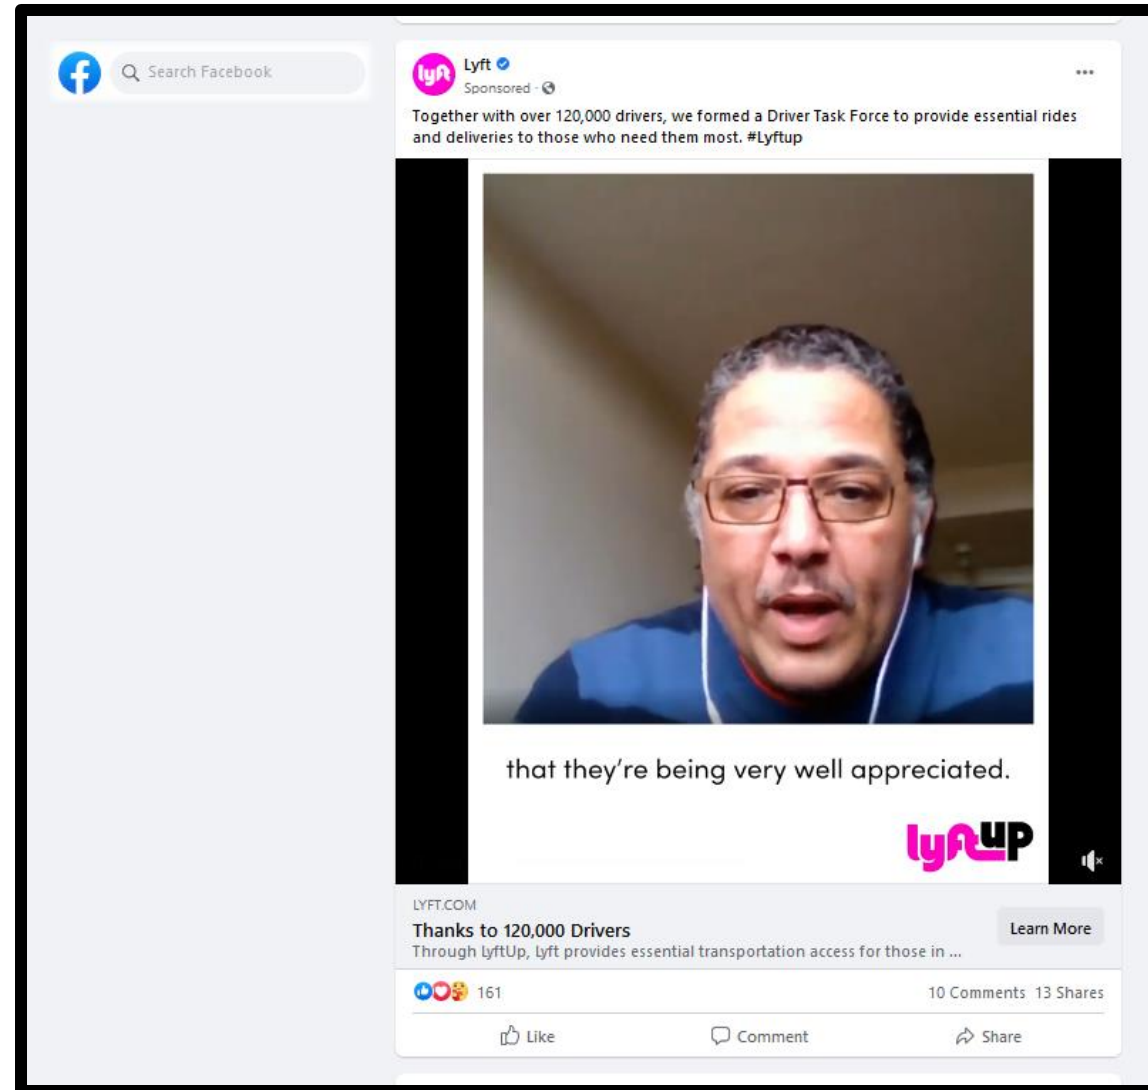 Search Facebook
lyft
Lyft
Sponsored ·
Together with over 120,000 drivers, we formed a Driver Task Force to provide essential rides
and deliveries to those who need them most. #Lyftup
that they're being very well appreciated.
lyft UP
LYFT.COM
Thanks to 120,000 Drivers
Through LyftUp, Lyft provides essential transportation access for those in ...
Learn More
161
10 Comments 13 Shares
Like Comment Share